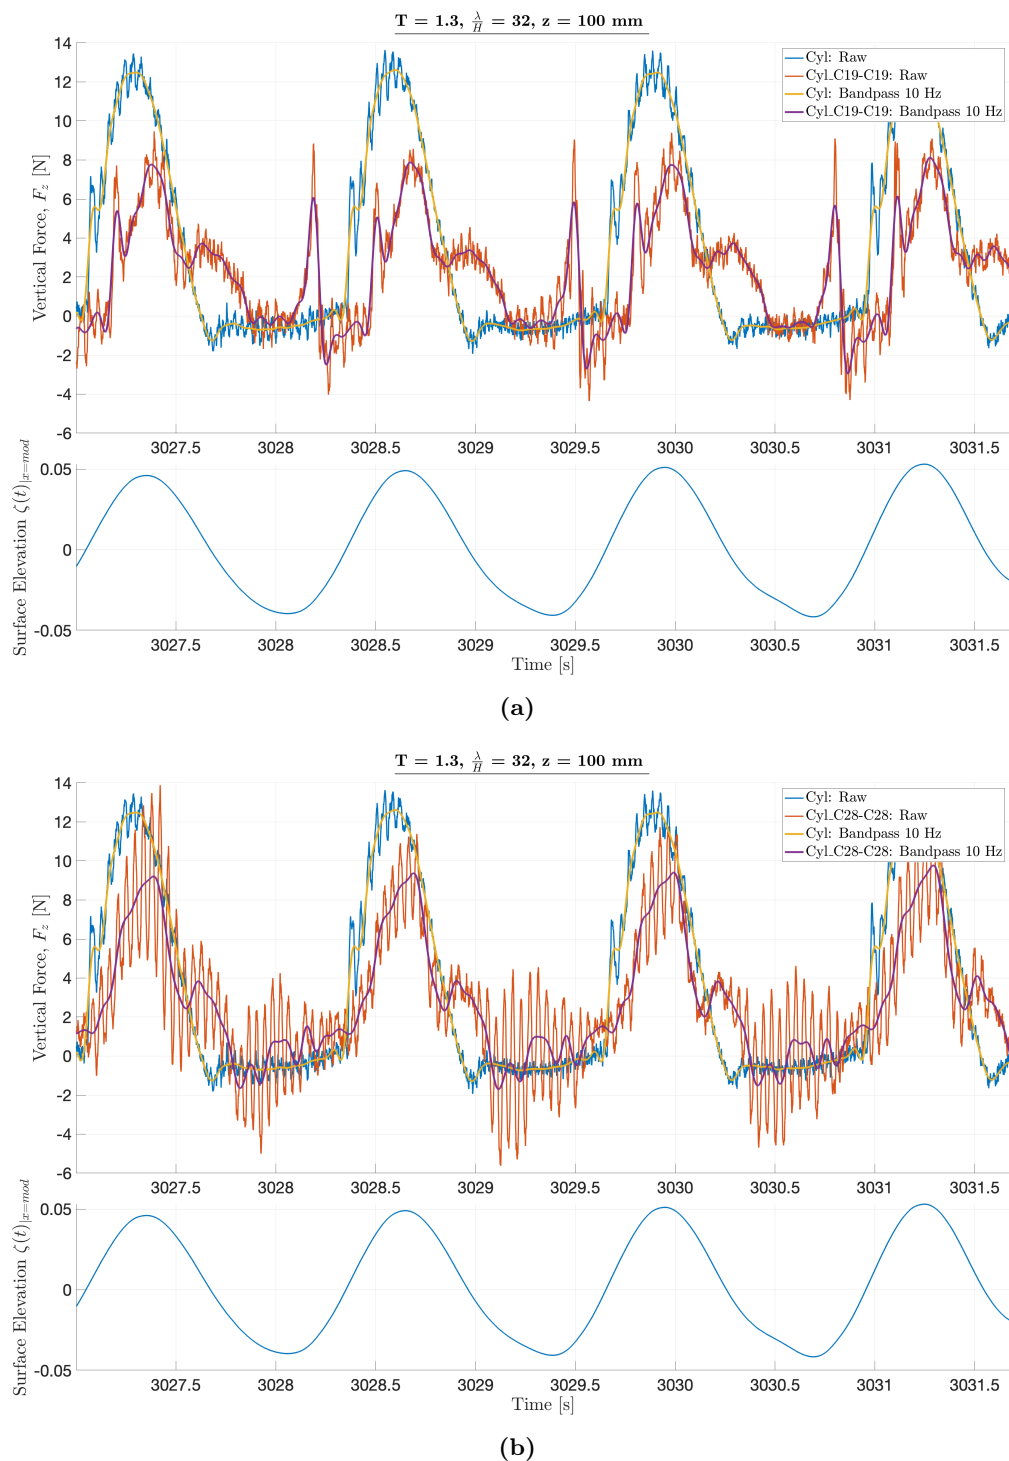 T = 1.3, λ/H = 32, z = 100 mm
Cyl: Raw
Cyl_C19-C19: Raw
Cyl: Bandpass 10 Hz
Cyl_C19-C19: Bandpass 10 Hz
Vertical Force, F_z [N]
14
12
10
8
6
4
2
0
-2
-4
-6
3027.5 3028 3028.5 3029 3029.5 3030 3030.5 3031 3031.5
Surface Elevation ζ(t)|x=mod
0.05
0
-0.05
3027.5 3028 3028.5 3029 3029.5 3030 3030.5 3031 3031.5
Time [s]
(a)
T = 1.3, λ/H = 32, z = 100 mm
Cyl: Raw
Cyl_C28-C28: Raw
Cyl: Bandpass 10 Hz
Cyl_C28-C28: Bandpass 10 Hz
Vertical Force, F_z [N]
14
12
10
8
6
4
2
0
-2
-4
-6
3027.5 3028 3028.5 3029 3029.5 3030 3030.5 3031 3031.5
Surface Elevation ζ(t)|x=mod
0.05
0
-0.05
3027.5 3028 3028.5 3029 3029.5 3030 3030.5 3031 3031.5
Time [s]
(b)